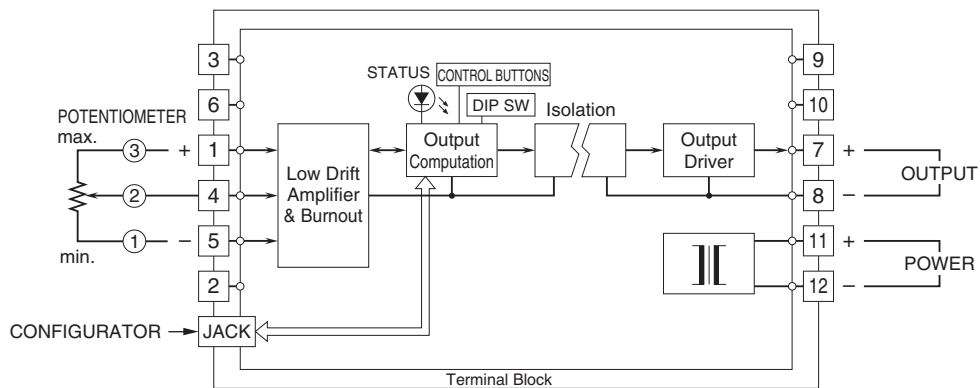 3
6
POTENTIOMETER
max.
3
+
1
2
4
1
−
5
min.
2
CONFIGURATOR
JACK
STATUS
CONTROL BUTTONS
DIP SW
Low Drift
Amplifier
& Burnout
Output
Computation
Isolation
Output
Driver
9
10
7
+
8
−
OUTPUT
11
+
12
−
POWER
Terminal Block